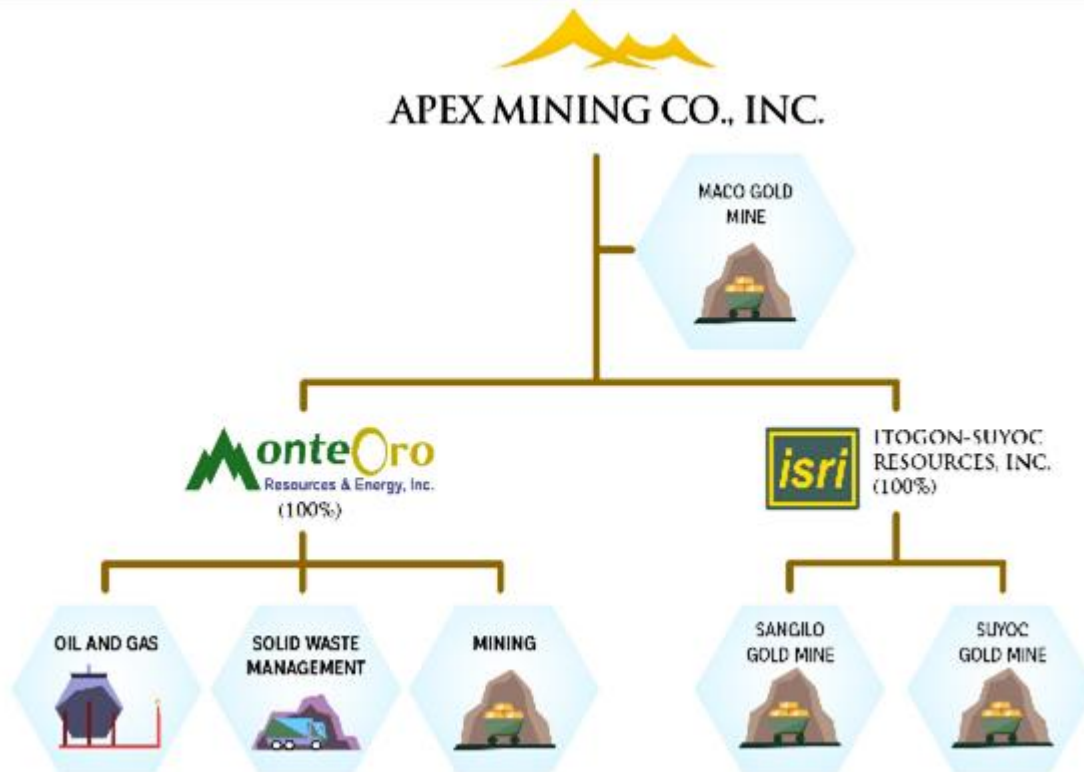 APEX MINING CO., INC.
MACO GOLD
MINE
MonteOro
Resources & Energy, Inc.
(100%)
isri
ITOGON-SUYOC
RESOURCES, INC.
(100%)
OIL AND GAS
SOLID WASTE
MANAGEMENT
MINING
SANGILO
GOLD MINE
SUYOC
GOLD MINE